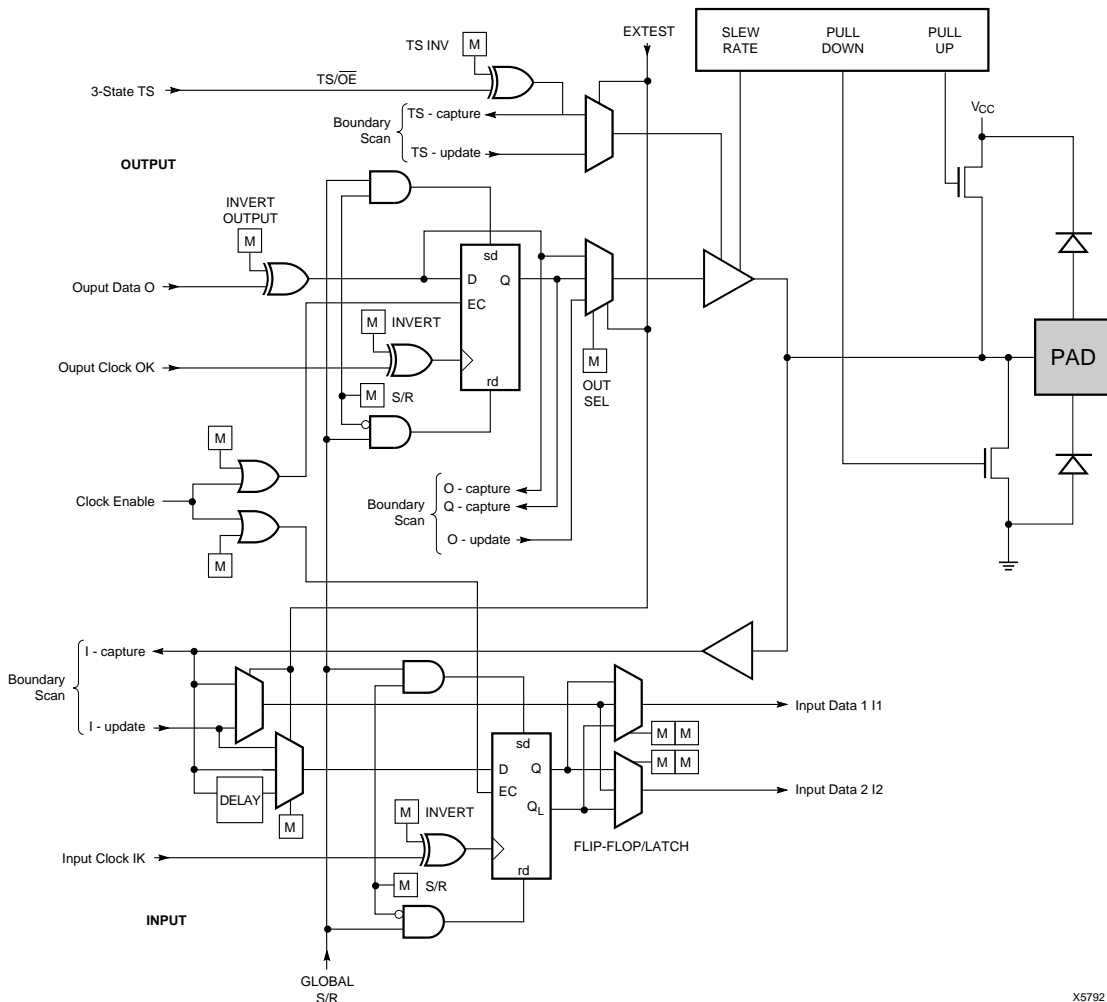 EXTEST
SLEW
RATE
PULL
DOWN
PULL
UP
TS INV
M
TS/OE
3-State TS
VCC
TS - capture
Boundary
Scan
TS - update
OUTPUT
INVERT
OUTPUT
M
sd
D
Q
Ouput Data O
EC
M
INVERT
PAD
Ouput Clock OK
M
rd
OUT
SEL
M
S/R
M
Clock Enable
O - capture
Boundary
Scan
Q - capture
O - update
M
I - capture
Boundary
Scan
I - update
Input Data 1 I1
M M
sd
M M
D
Q
EC
Input Data 2 I2
DELAY
QL
M
M
INVERT
FLIP-FLOP/LATCH
Input Clock IK
rd
M
S/R
INPUT
GLOBAL
S/R
X5792